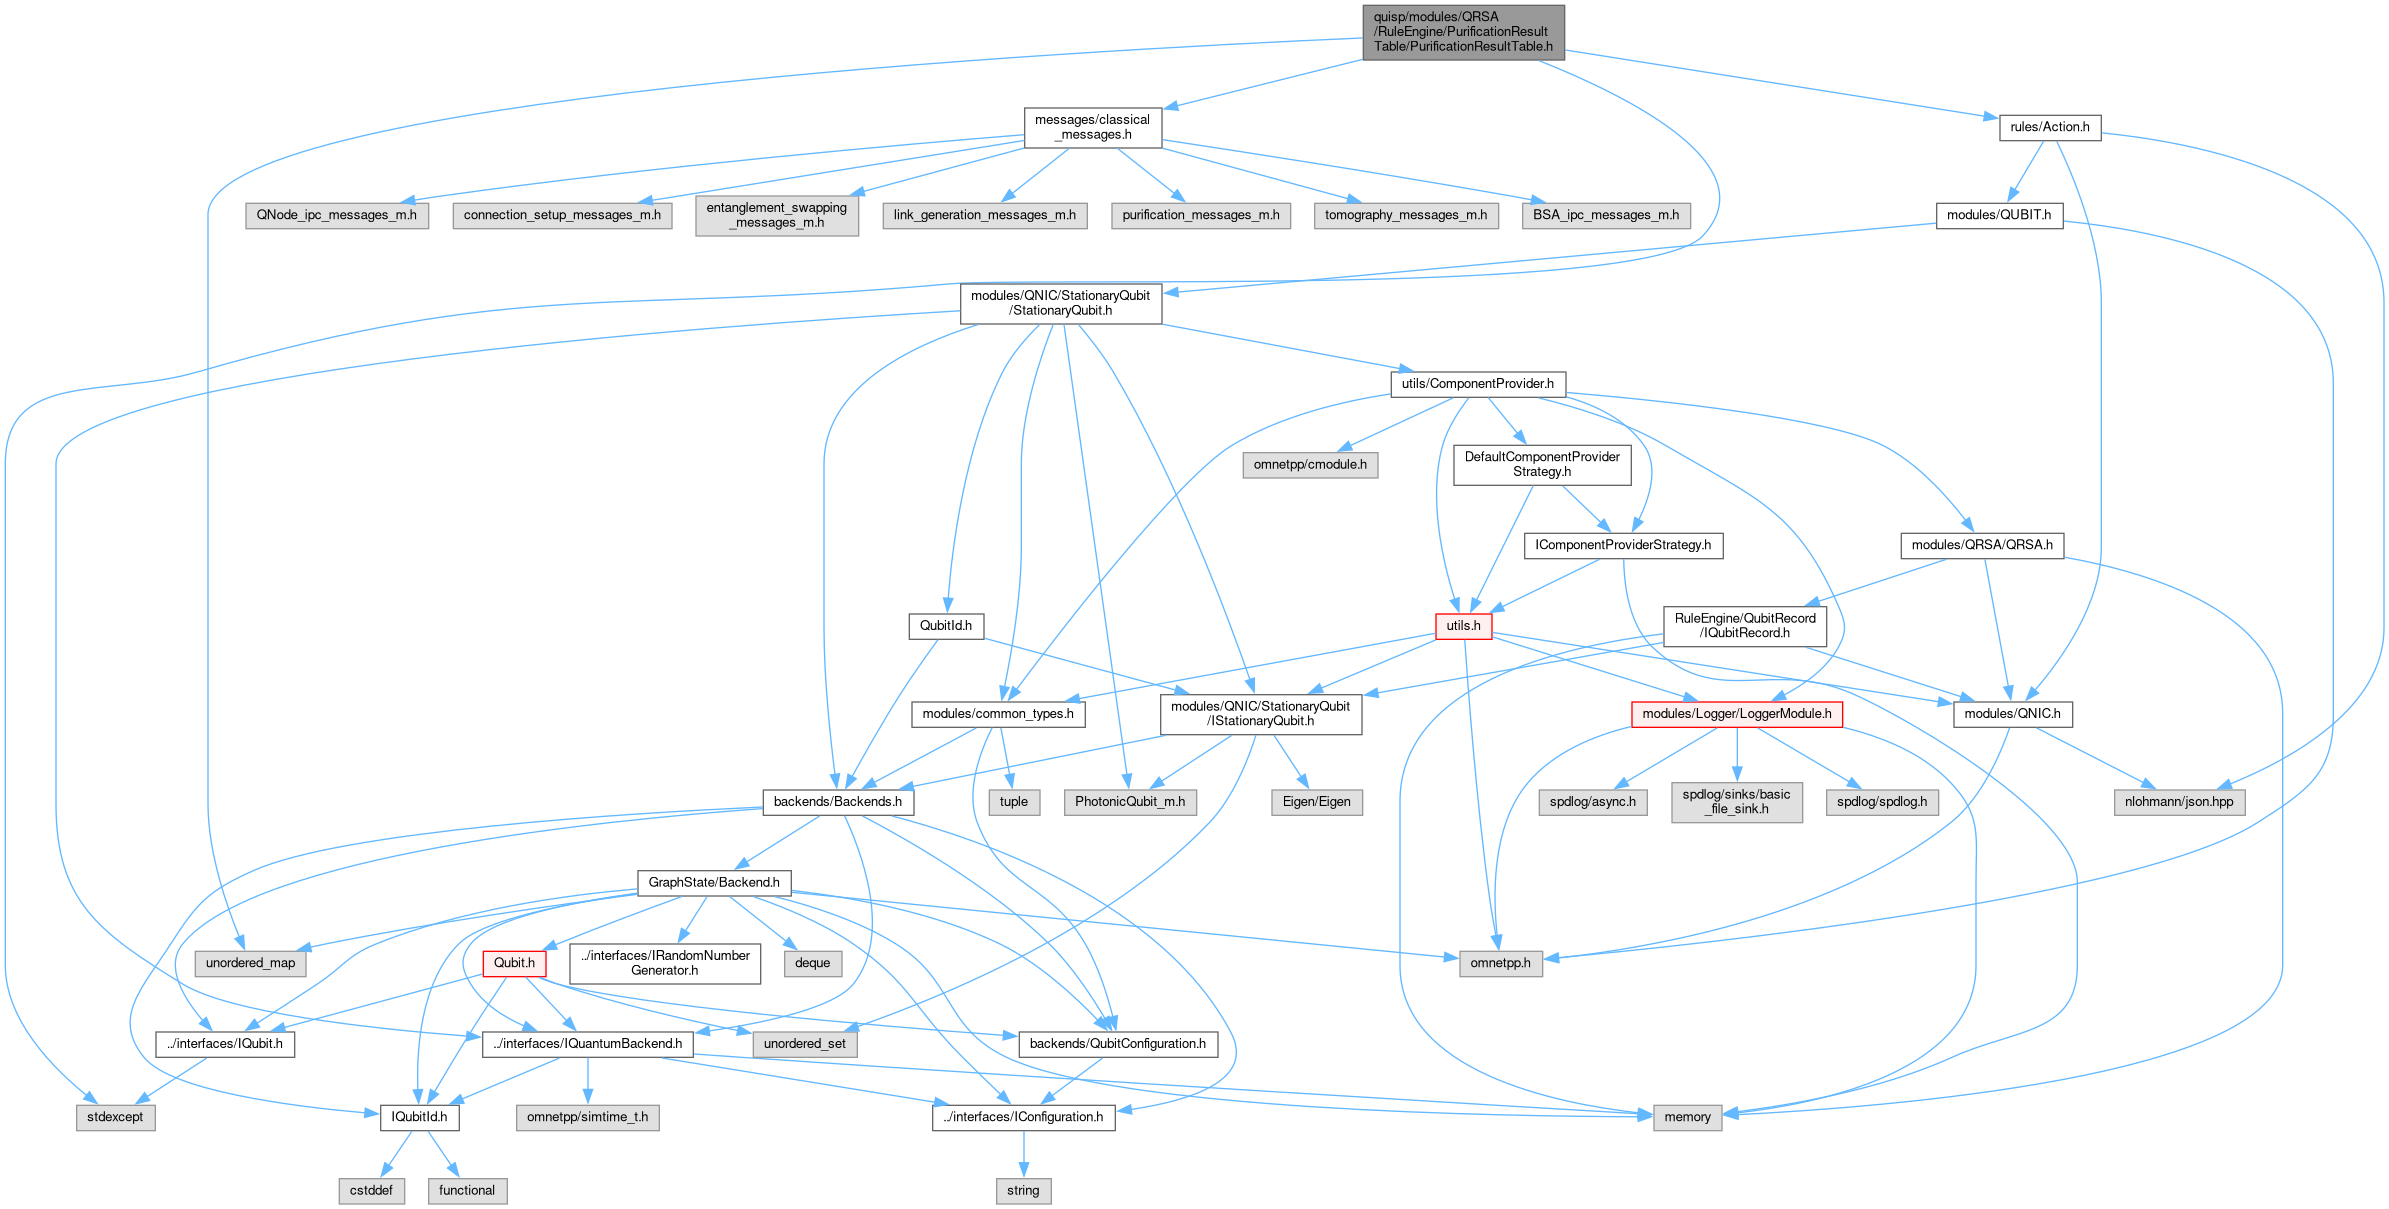 quisp/modules/QRSA
/RuleEngine/PurificationResult
Table/PurificationResultTable.h
messages/classical
_messages.h
rules/Action.h
QNode_ipc_messages_m.h
connection_setup_messages_m.h
entanglement_swapping
_messages_m.h
link_generation_messages_m.h
purification_messages_m.h
tomography_messages_m.h
BSA_ipc_messages_m.h
modules/QUBIT.h
modules/QNIC/StationaryQubit
/StationaryQubit.h
utils/ComponentProvider.h
omnetpp/cmodule.h
DefaultComponentProvider
Strategy.h
IComponentProviderStrategy.h
modules/QRSA/QRSA.h
QubitId.h
utils.h
RuleEngine/QubitRecord
/IQubitRecord.h
modules/common_types.h
modules/QNIC/StationaryQubit
/IStationaryQubit.h
modules/Logger/LoggerModule.h
modules/QNIC.h
backends/Backends.h
tuple
PhotonicQubit_m.h
Eigen/Eigen
spdlog/async.h
spdlog/sinks/basic
_file_sink.h
spdlog/spdlog.h
nlohmann/json.hpp
GraphState/Backend.h
unordered_map
Qubit.h
../interfaces/IRandomNumber
Generator.h
deque
omnetpp.h
../interfaces/IQubit.h
../interfaces/IQuantumBackend.h
unordered_set
backends/QubitConfiguration.h
stdexcept
IQubitId.h
omnetpp/simtime_t.h
../interfaces/IConfiguration.h
memory
cstddef
functional
string